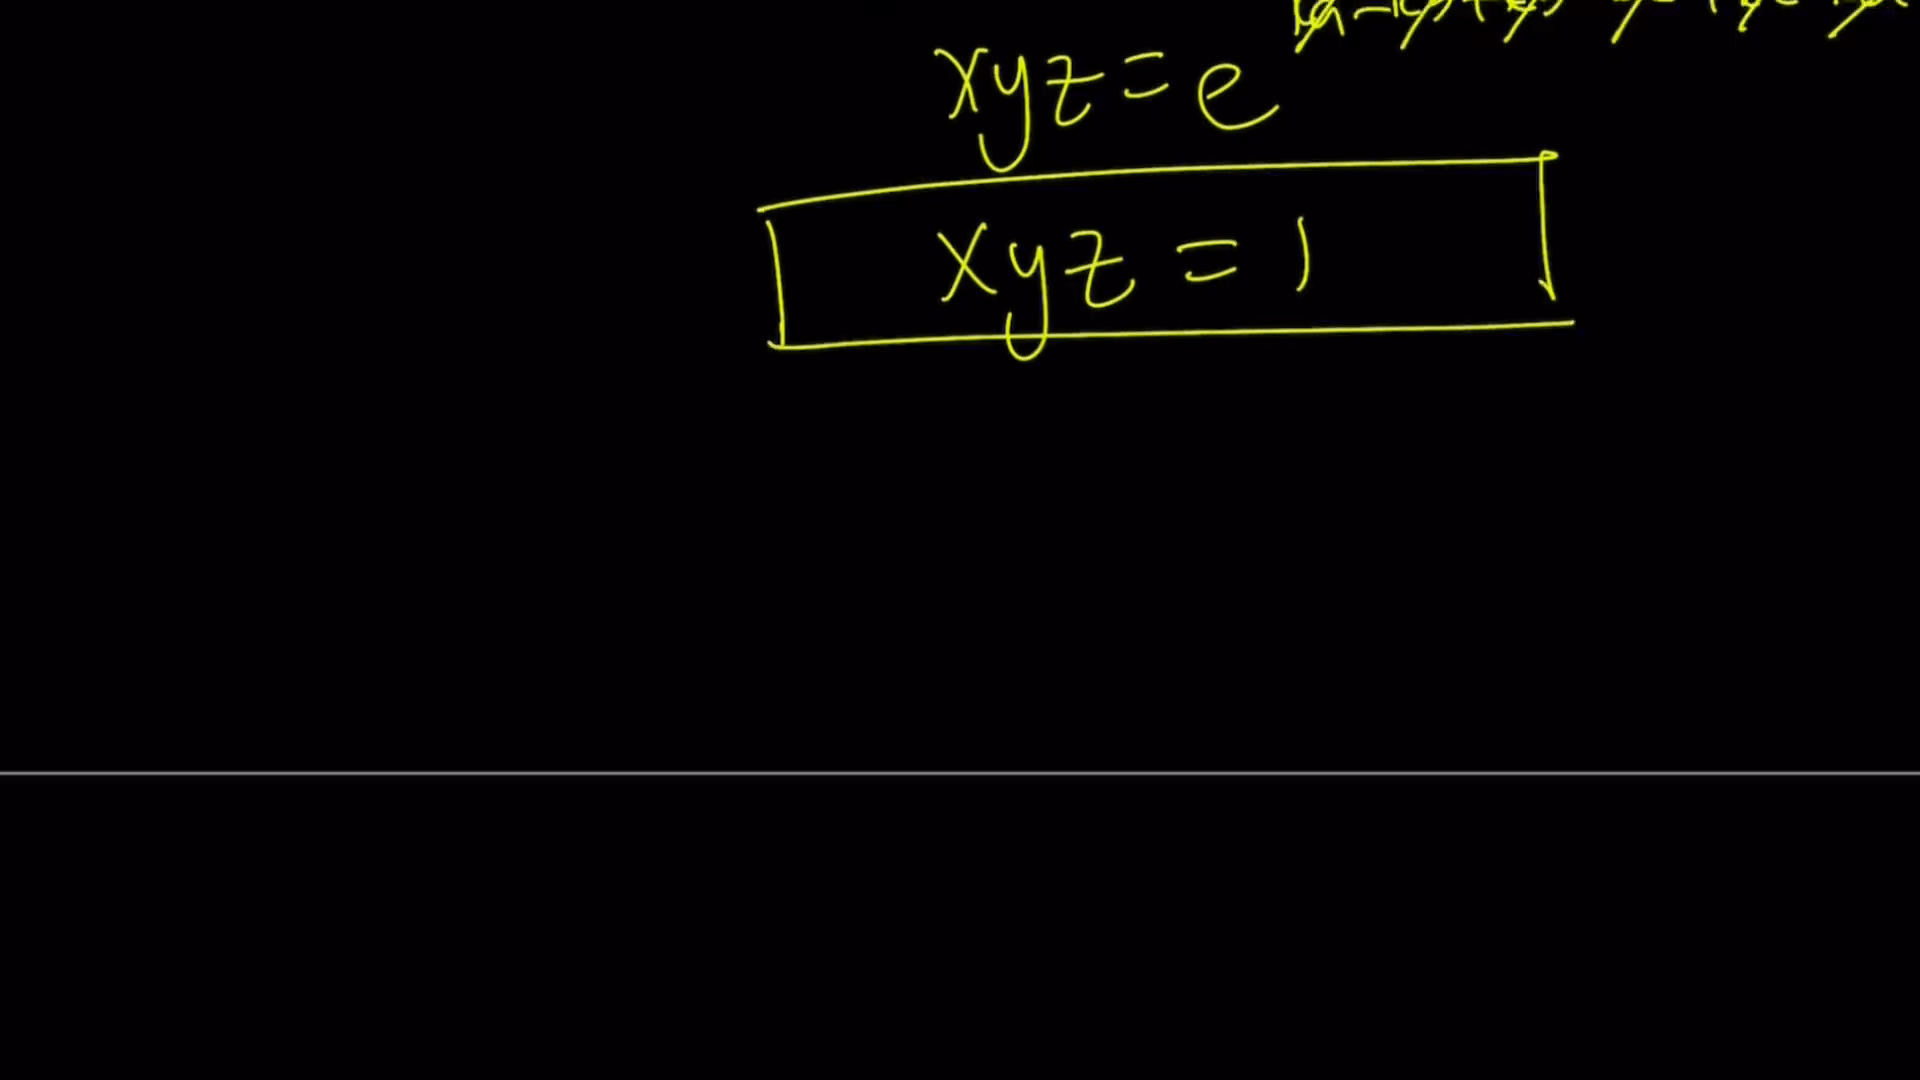 xyz = e
xyz = 1